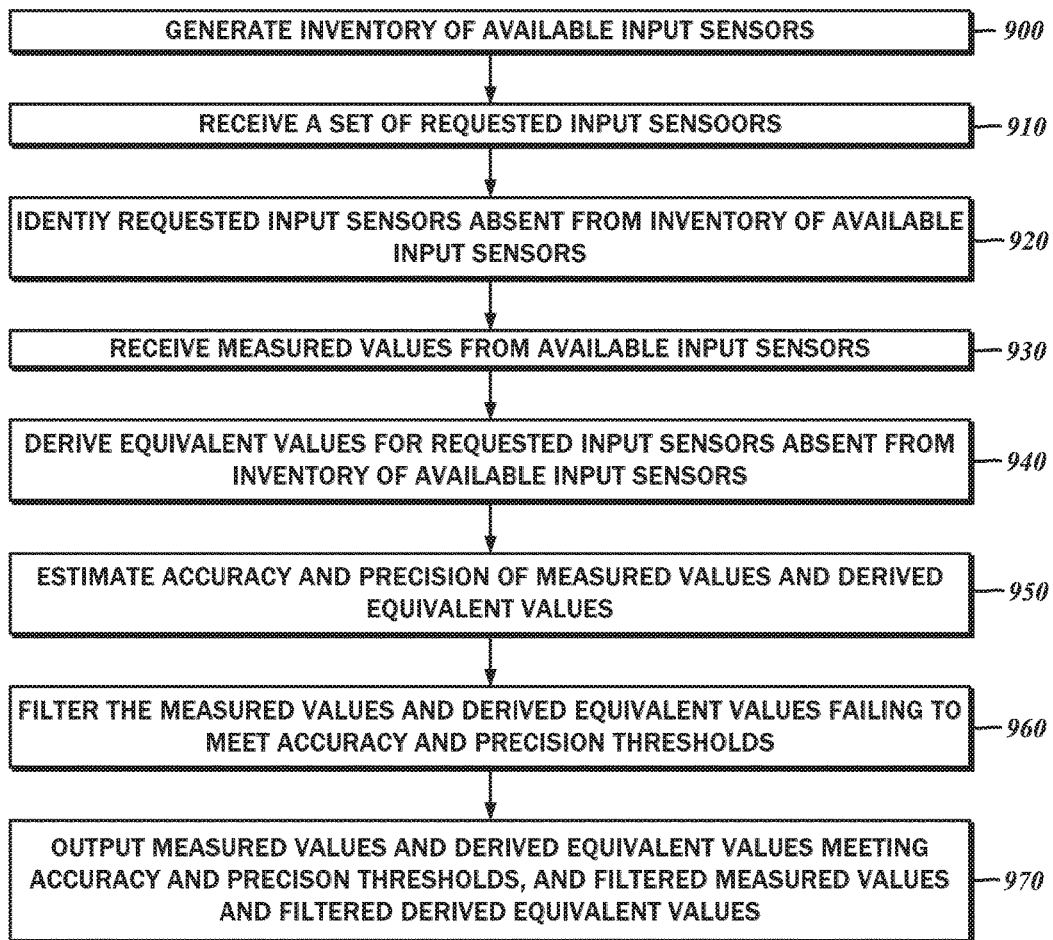 GENERATE INVENTORY OF AVAILABLE INPUT SENSORS
900
RECEIVE A SET OF REQUESTED INPUT SENSOORS
910
IDENTIY REQUESTED INPUT SENSORS ABSENT FROM INVENTORY OF AVAILABLE
INPUT SENSORS
920
RECEIVE MEASURED VALUES FROM AVAILABLE INPUT SENSORS
930
DERIVE EQUIVALENT VALUES FOR REQUESTED INPUT SENSORS ABSENT FROM
INVENTORY OF AVAILABLE INPUT SENSORS
940
ESTIMATE ACCURACY AND PRECISION OF MEASURED VALUES AND DERIVED
EQUIVALENT VALUES
950
FILTER THE MEASURED VALUES AND DERIVED EQUIVALENT VALUES FAILING TO
MEET ACCURACY AND PRECISION THRESHOLDS
960
OUTPUT MEASURED VALUES AND DERIVED EQUIVALENT VALUES MEETING
ACCURACY AND PRECISON THRESHOLDS, AND FILTERED MEASURED VALUES
AND FILTERED DERIVED EQUIVALENT VALUES
970